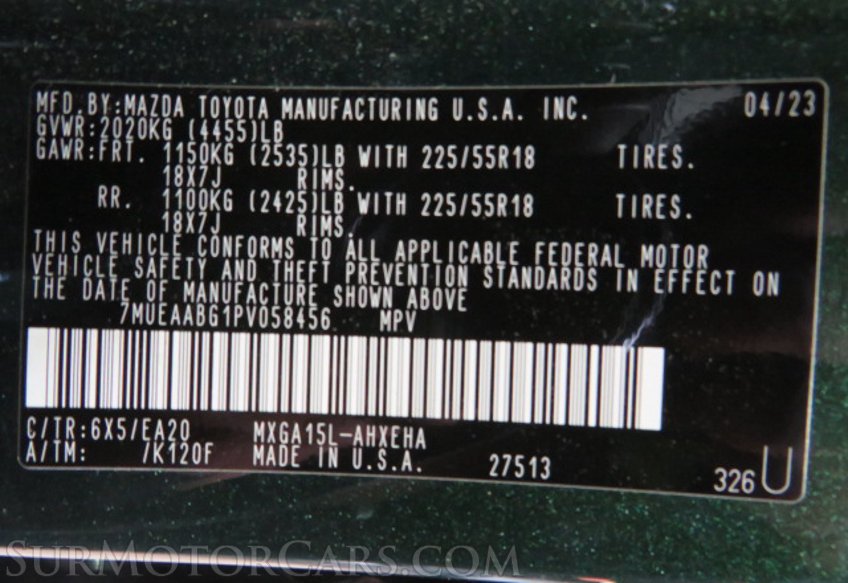 MFD.BY:MAZDA TOYOTA MANUFACTURING U.S.A. INC. 04/23
GVWR:2020KG (4455)LB
GAWR:FRT. 1150KG (2535)LB WITH 225/55R18 TIRES.
18X7J RIMS.
RR. 1100KG (2425)LB WITH 225/55R18 TIRES.
18X7J RIMS.
THIS VEHICLE CONFORMS TO ALL APPLICABLE FEDERAL MOTOR
VEHICLE SAFETY AND THEFT PREVENTION STANDARDS IN EFFECT ON
THE DATE OF MANUFACTURE SHOWN ABOVE
7MUEAABG1PV058456 MPV
C/TR:6X5/EA20 MXGA15L-AHXEHA
A/TM: /K120F MADE IN U.S.A. 27513 326 U
SURMOTORCARS.COM